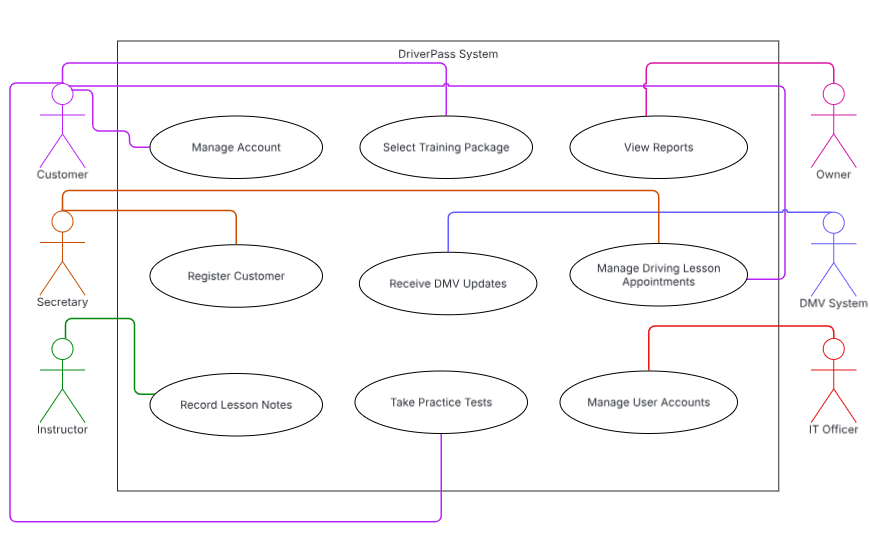 DriverPass System
Manage Account
Select Training Package
View Reports
Customer
Owner
Register Customer
Receive DMV Updates
Manage Driving Lesson
Appointments
Secretary
DMV System
Record Lesson Notes
Take Practice Tests
Manage User Accounts
Instructor
IT Officer